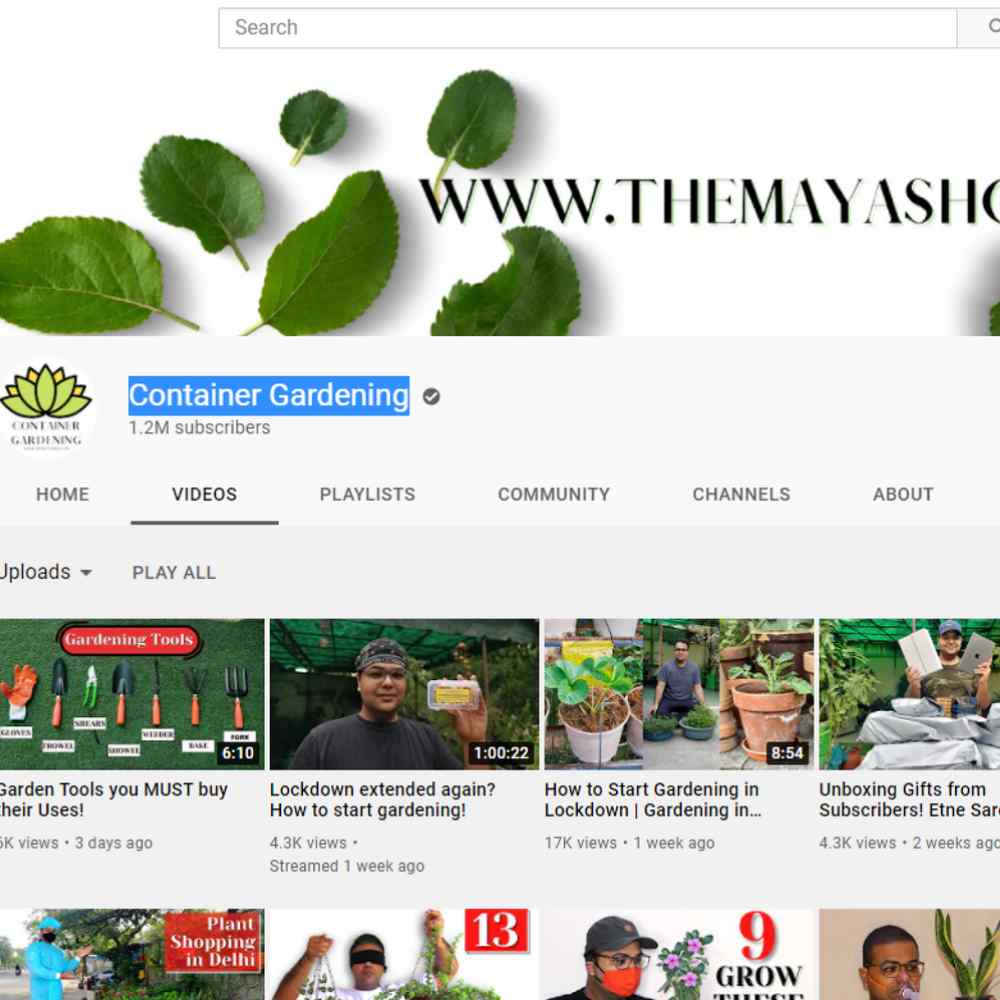 Search
WWW.THEMAYASHO
CONTAINER
GARDENING
Container Gardening
1.2M subscribers
HOME VIDEOS PLAYLISTS COMMUNITY CHANNELS ABOUT
Uploads PLAY ALL
Gardening Tools
GLOVES
TROWEL
SHEARS
SHOWEL
WEEDER
RAKE
FORK
6:10
1:00:22
8:54
Garden Tools you MUST buy
their Uses!
6K views • 3 days ago
Lockdown extended again?
How to start gardening!
4.3K views •
Streamed 1 week ago
How to Start Gardening in
Lockdown | Gardening in...
17K views • 1 week ago
Unboxing Gifts from
Subscribers! Etne Sar
4.3K views • 2 weeks ago
Plant
Shopping
in Delhi
13
9
GROW
THESE